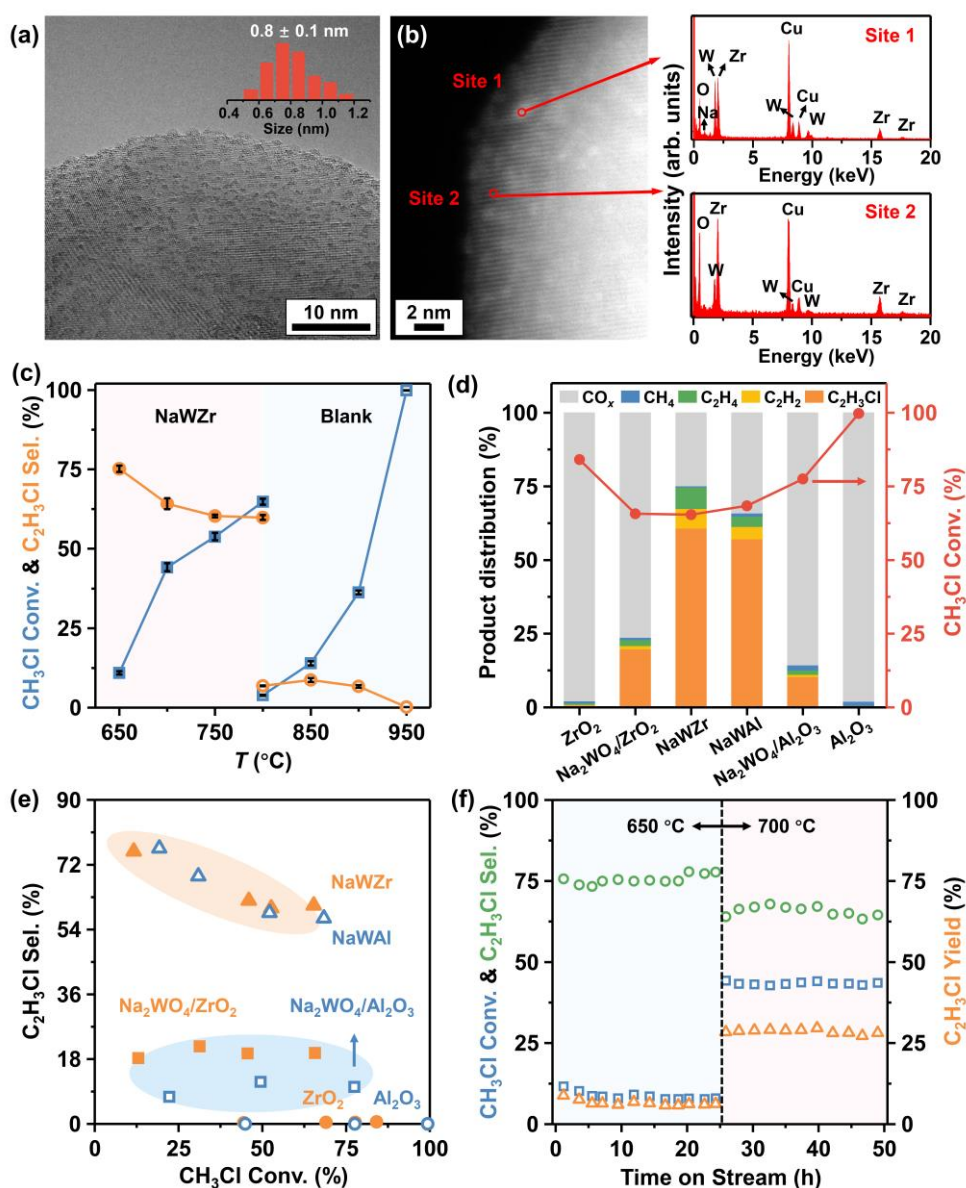 (a)
0.8 ± 0.1 nm
0.4 0.6 0.8 1.0 1.2
Size (nm)
10 nm
(b)
Site 1
Site 2
2 nm
Intensity (arb. units)
Site 1
Cu
W
Zr
O
Na
W
Cu
W
Zr
Zr
0 5 10 15 20
Energy (keV)
Site 2
Cu
Zr
O
W
W
Cu
W
Zr
Zr
0 5 10 15 20
Energy (keV)
(c)
CH₃Cl Conv. & C₂H₃Cl Sel. (%)
100
75
50
25
0
NaWZr
Blank
650 750 850 950
T (°C)
(d)
COₓ CH₄ C₂H₄ C₂H₂ C₂H₃Cl
Product distribution (%)
100
75
50
25
0
100
75
50
25
0
CH₃Cl Conv. (%)
ZrO₂
Na₂WO₄/ZrO₂
NaWZr
NaWAl
Na₂WO₄/Al₂O₃
Al₂O₃
(e)
C₂H₃Cl Sel. (%)
90
72
54
36
18
0
NaWZr
NaWAl
Na₂WO₄/ZrO₂
Na₂WO₄/Al₂O₃
ZrO₂
Al₂O₃
0 25 50 75 100
CH₃Cl Conv. (%)
(f)
CH₃Cl Conv. & C₂H₃Cl Sel. (%)
100
75
50
25
0
650 °C
700 °C
100
75
50
25
0
C₂H₃Cl Yield (%)
0 10 20 30 40 50
Time on Stream (h)